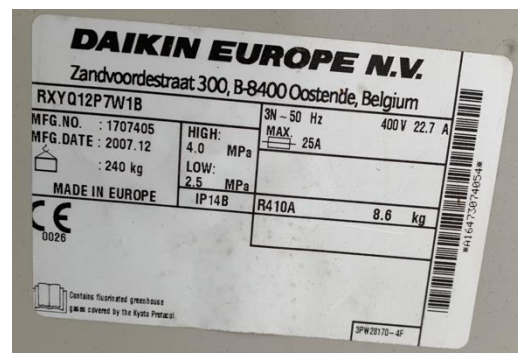 DAIKIN EUROPE N.V.
Zandvoordestraat 300, B-8400 Oostende, Belgium
RXYQ12P7W1B
MFG.NO. : 1707405
MFG.DATE : 2007.12
: 240 kg
MADE IN EUROPE
HIGH:
4.0 MPa
LOW:
2.5 MPa
IP14B
3N ~ 50 Hz 400V 22.7 A
MAX. 25A
R410A 8.6 kg
CE
0026
Contains fluorinated greenhouse
gases covered by the Kyoto Protocol.
3PW28170-4F
*A16473074054*